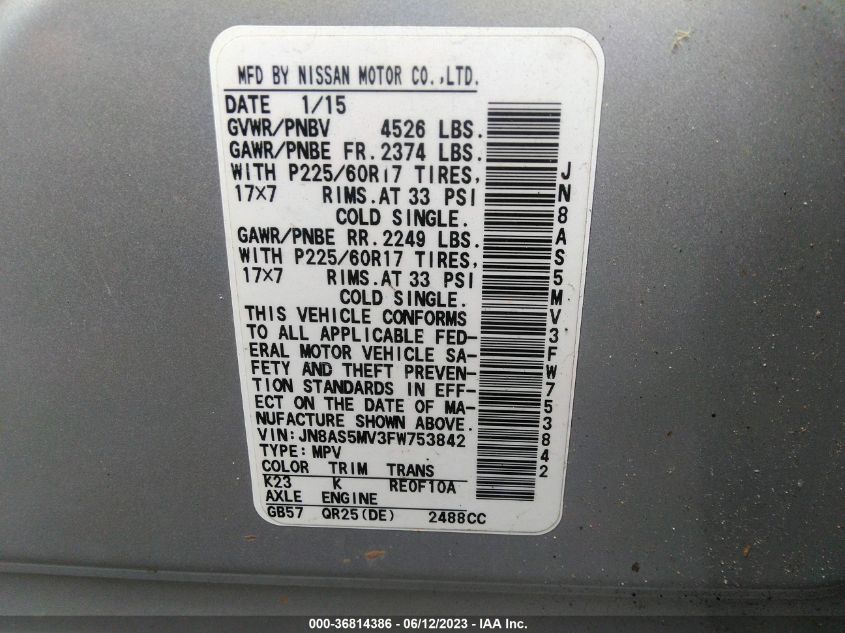 MFD BY NISSAN MOTOR CO.,LTD.
DATE 1/15
GVWR/PNBV 4526 LBS.
GAWR/PNBE FR. 2374 LBS.
WITH P225/60R17 TIRES,
17X7 RIMS.AT 33 PSI
COLD SINGLE.
GAWR/PNBE RR. 2249 LBS.
WITH P225/60R17 TIRES,
17X7 RIMS.AT 33 PSI
COLD SINGLE.
THIS VEHICLE CONFORMS
TO ALL APPLICABLE FED-
ERAL MOTOR VEHICLE SA-
FETY AND THEFT PREVEN-
TION STANDARDS IN EFF-
ECT ON THE DATE OF MA-
NUFACTURE SHOWN ABOVE.
VIN:JN8AS5MV3FW753842
TYPE:MPV
COLOR TRIM TRANS
K23 K RE0F10A
AXLE ENGINE
GB57 QR25(DE) 2488CC
JN8AS5MV3FW753842
000-36814386 - 06/12/2023 - IAA Inc.